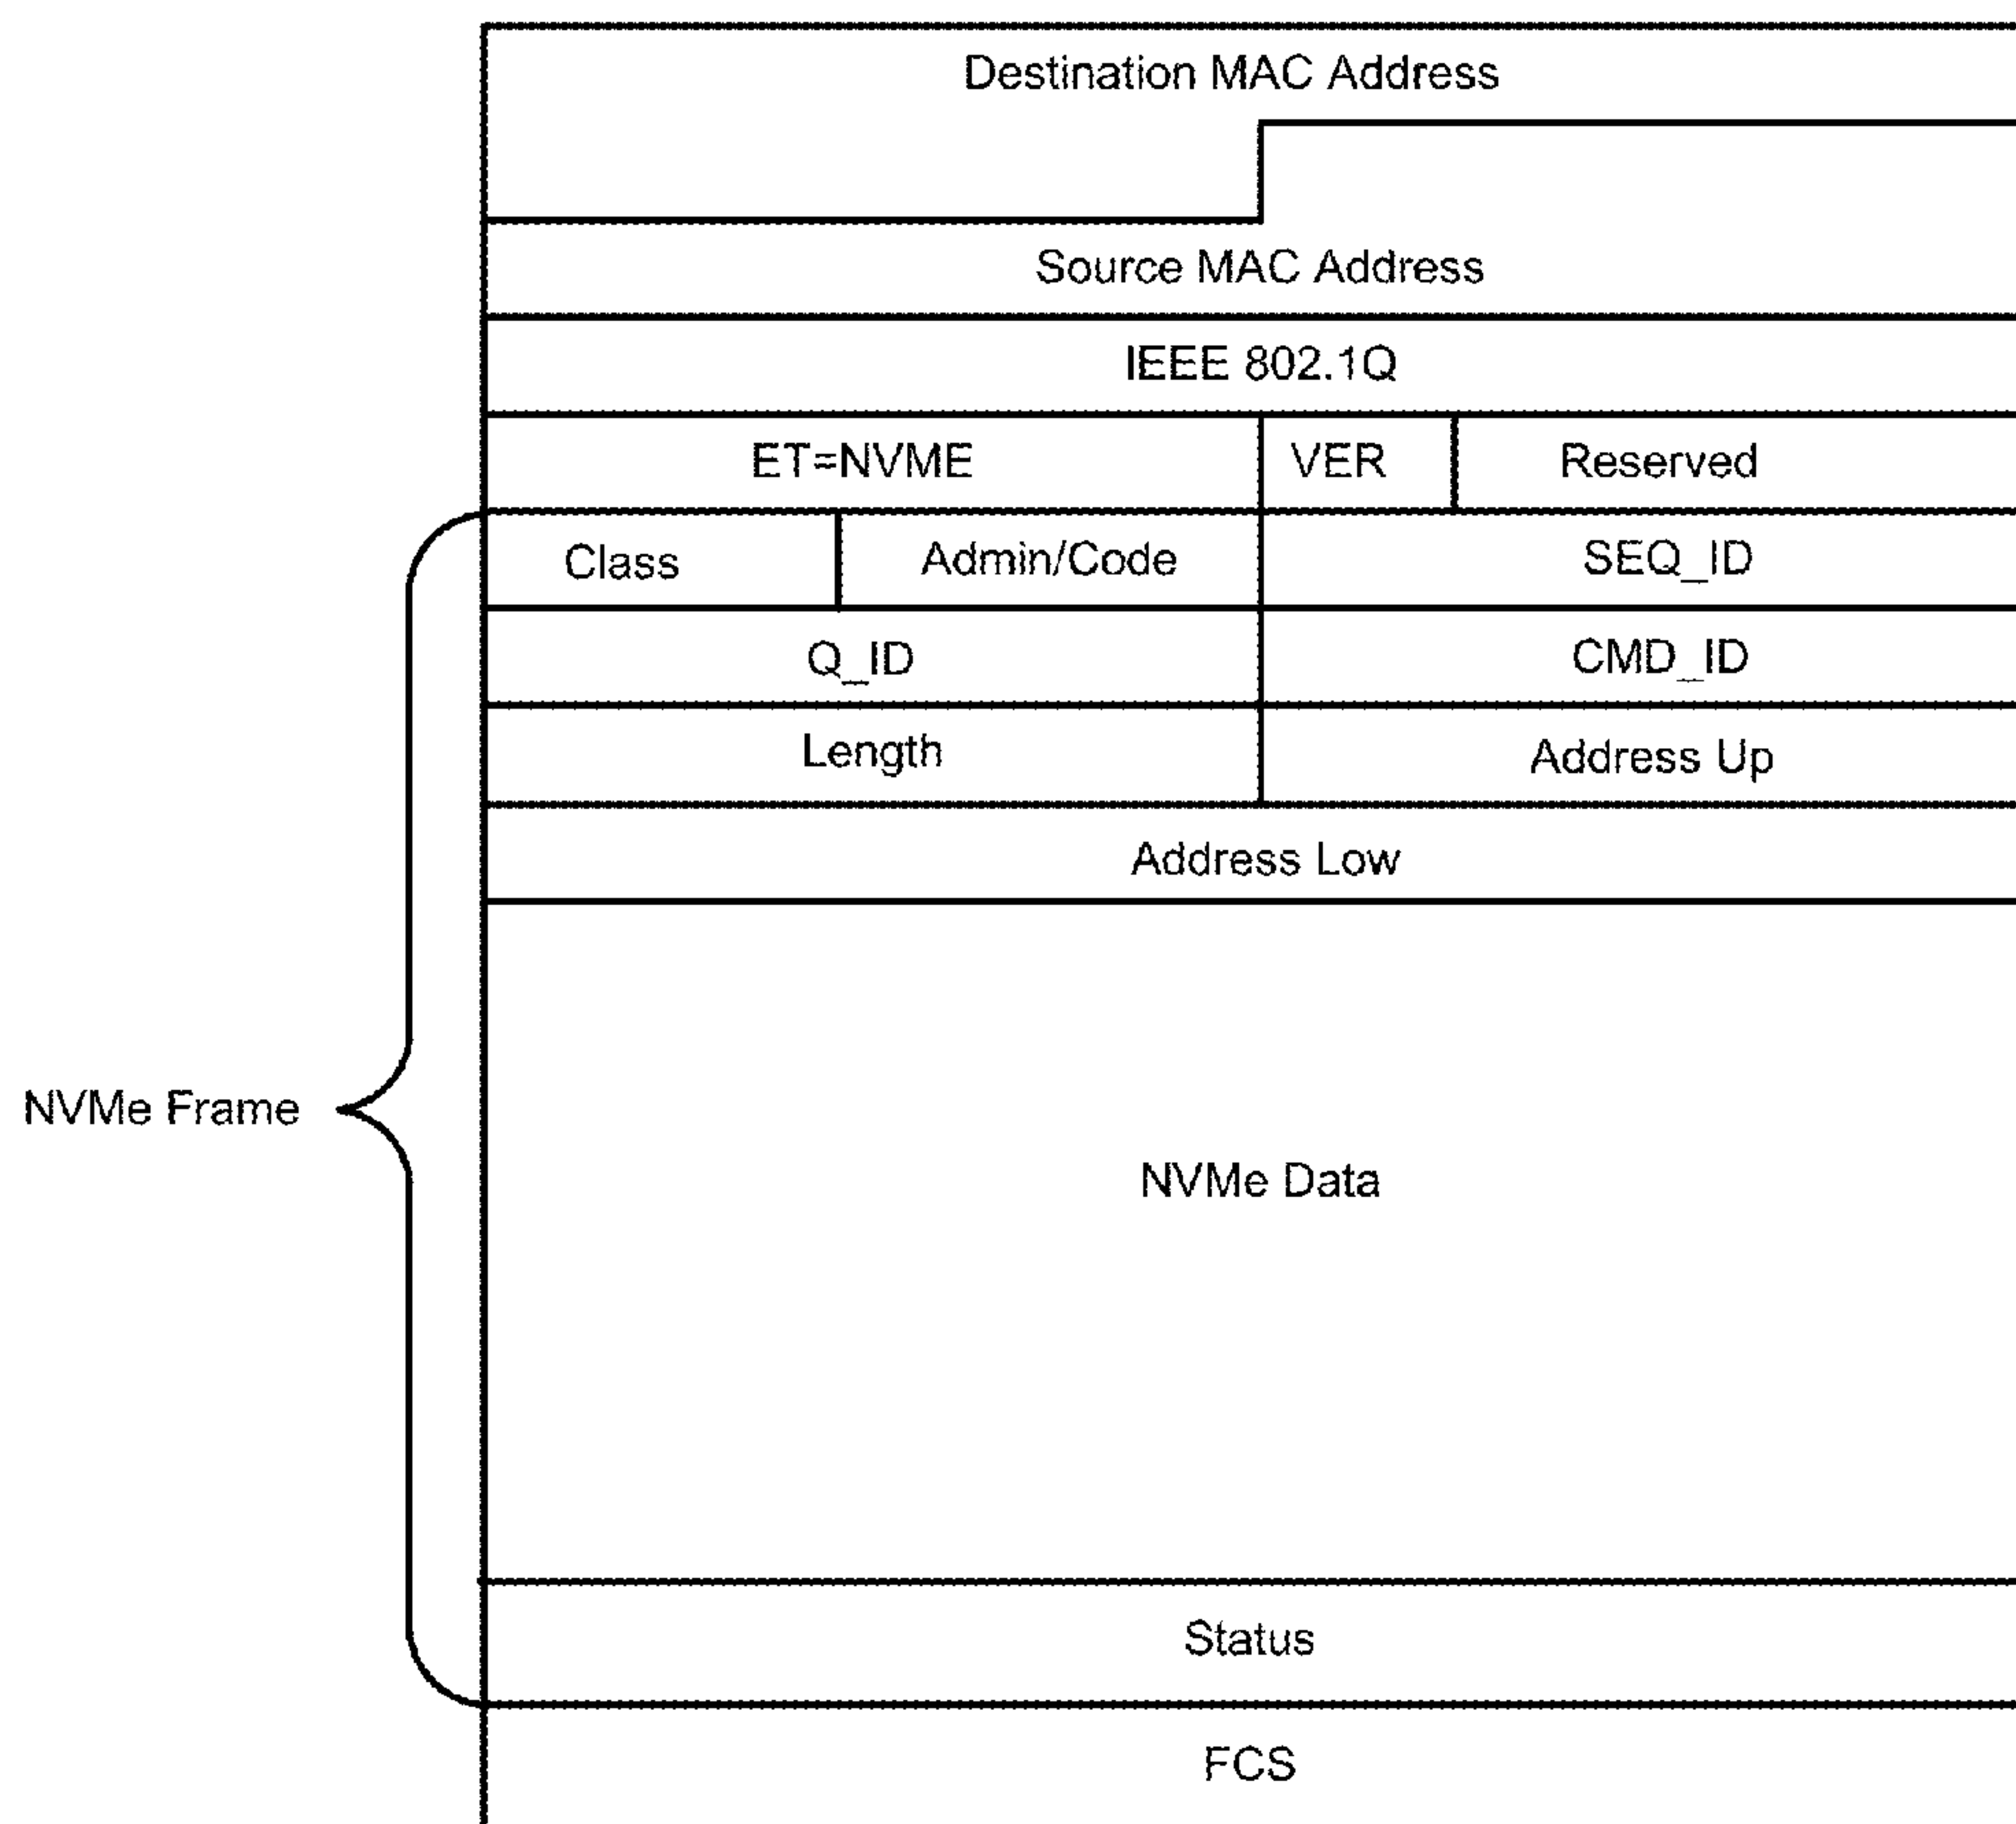 Destination MAC Address
Source MAC Address
IEEE 802.1Q
ET=NVME VER Reserved
Class Admin/Code SEQ_ID
Q_ID CMD_ID
Length Address Up
Address Low
NVMe Frame
NVMe Data
Status
FCS